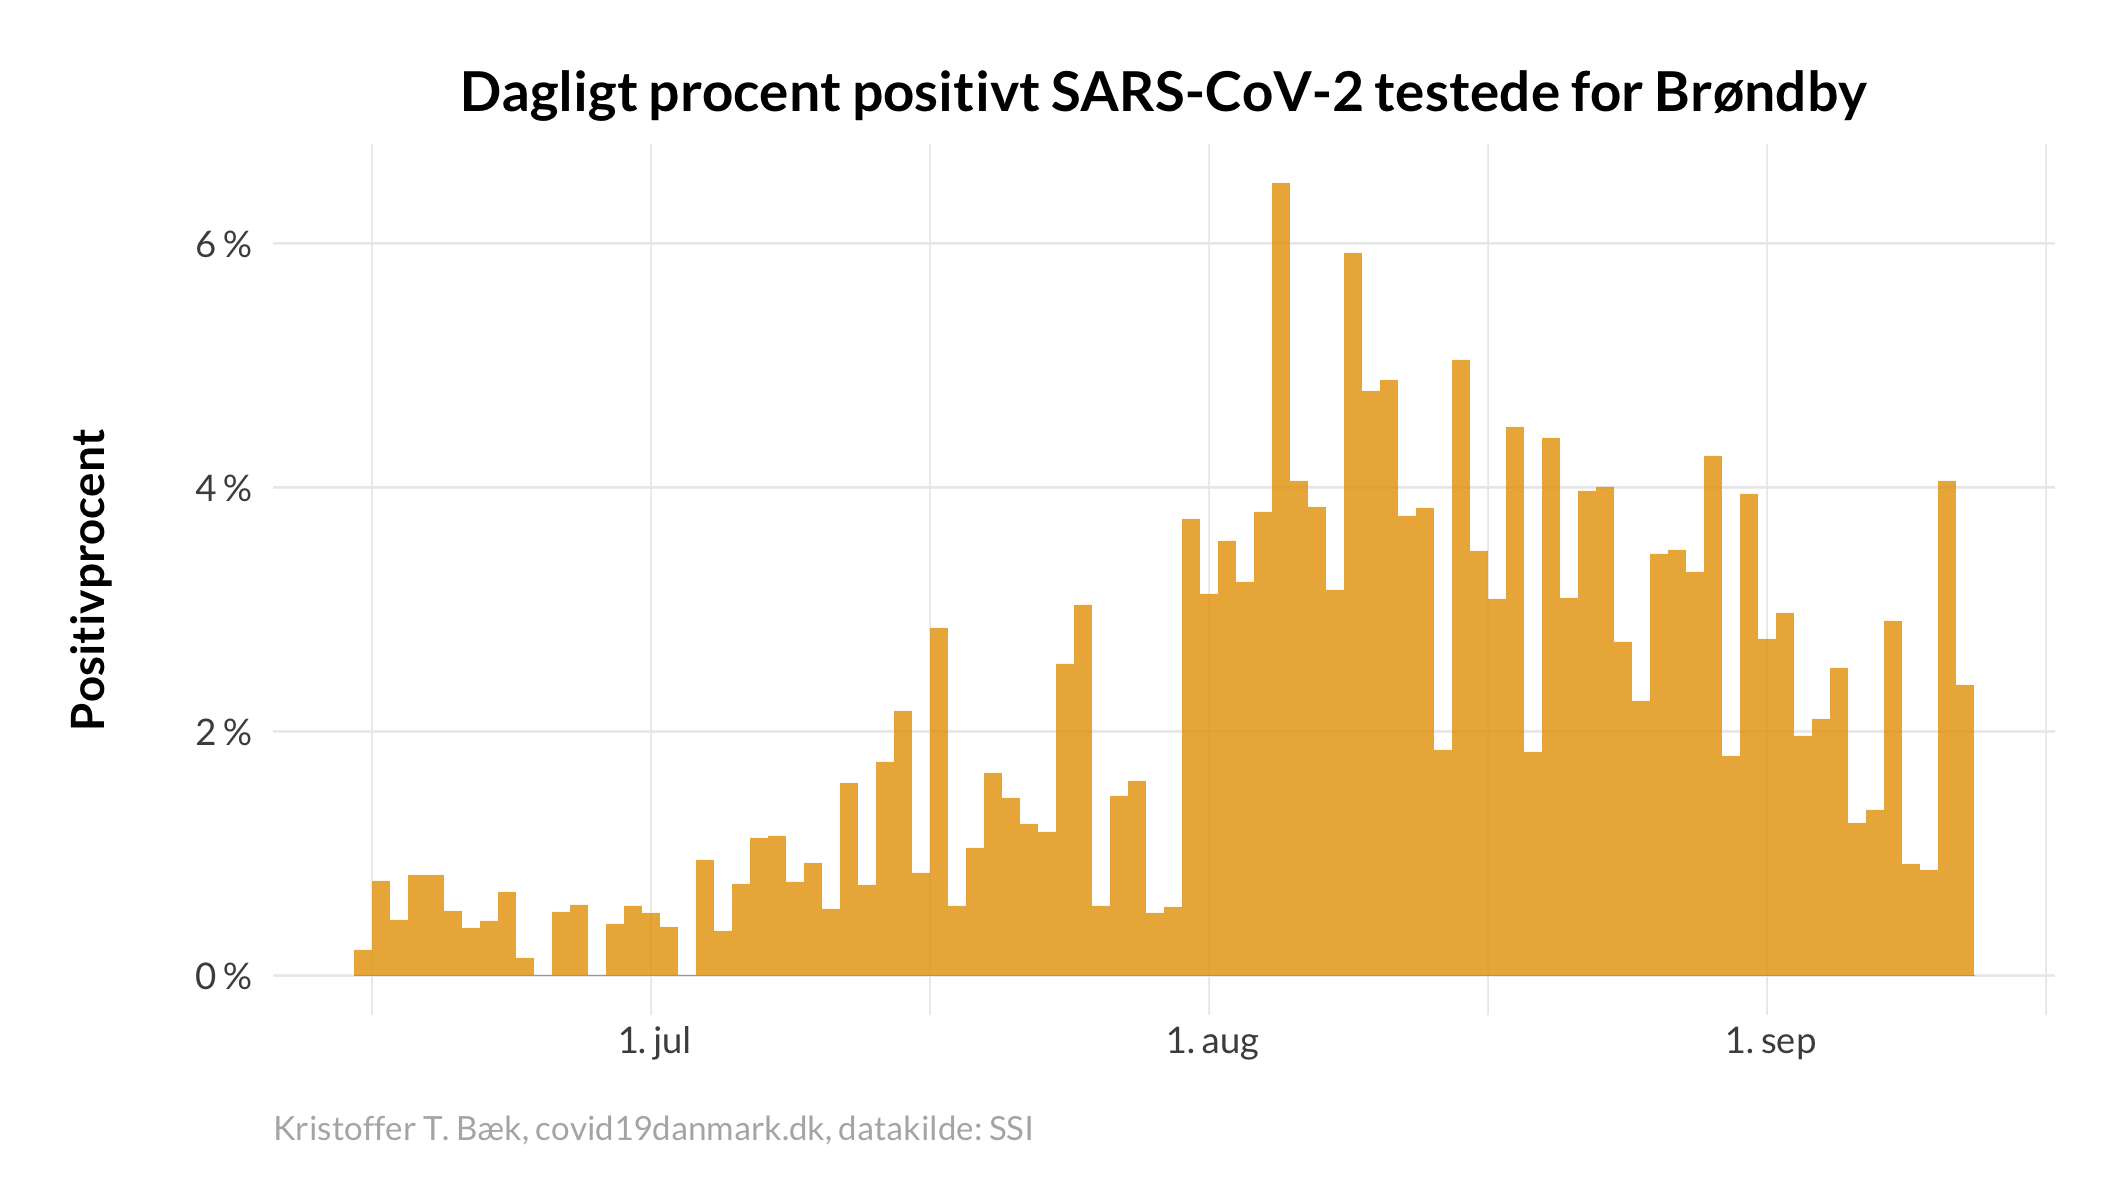 Dagligt procent positivt SARS-CoV-2 testede for Brøndby
Positivprocent
6 %
4 %
2 %
0 %
1. jul
1. aug
1. sep
Kristoffer T. Bæk, covid19danmark.dk, datakilde: SSI